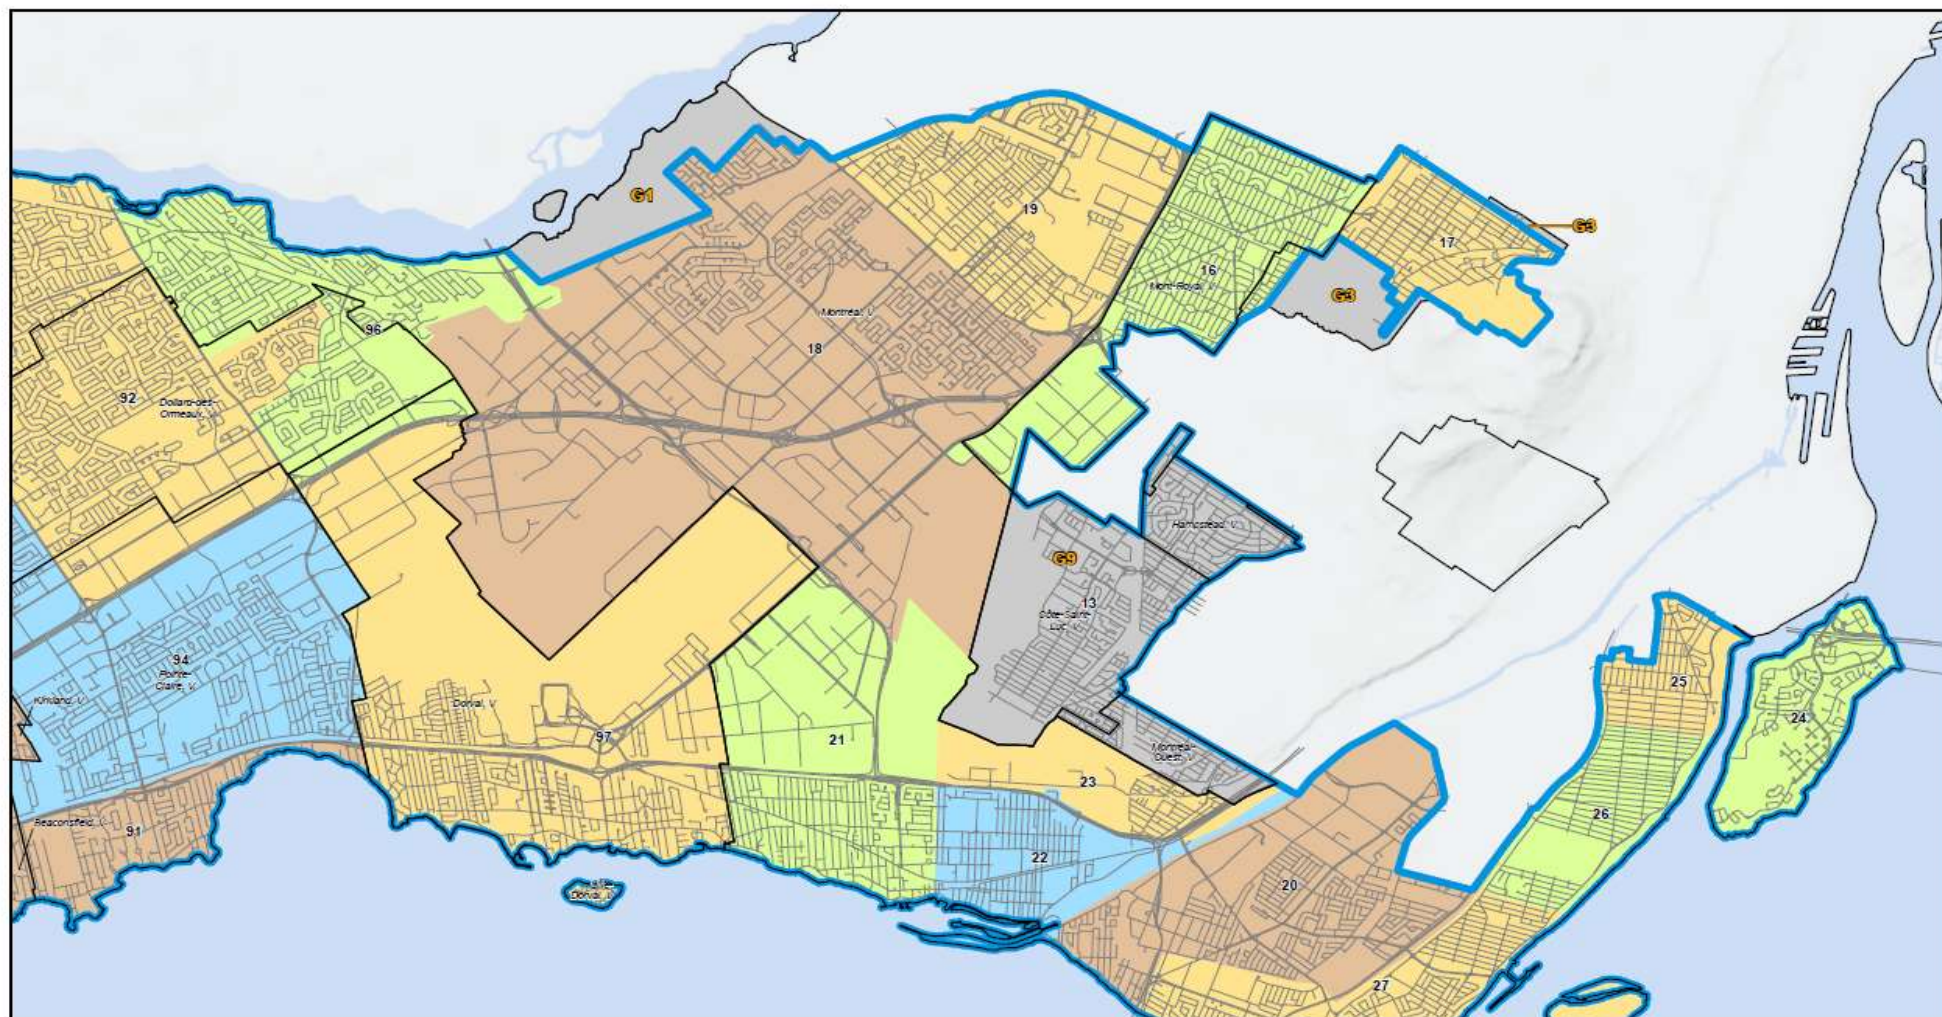 G1
19
G3
17
16
Mont-Royal, V
G3
Montréal, V
18
96
92
Dollard-des-
Ormeaux, V
Hampstead, V
G9
13
Côte-Saint-
Luc, V
94
Pointe-
Claire, V
Kirkland, V
Dorval, V
97
21
25
24
Montréal-
Ouest, V
23
26
Beaconsfield, V
91
22
20
Dorval, V
27